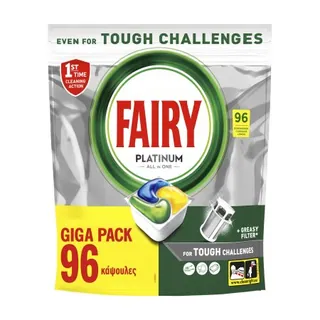 EVEN FOR TOUGH CHALLENGES
1ST
TIME
CLEANING
ACTION
FAIRY
PLATINUM
ALL IN ONE
96
GIGA PACK
96
κάψουλες
+ GREASY
FILTER*
FOR TOUGH CHALLENGES